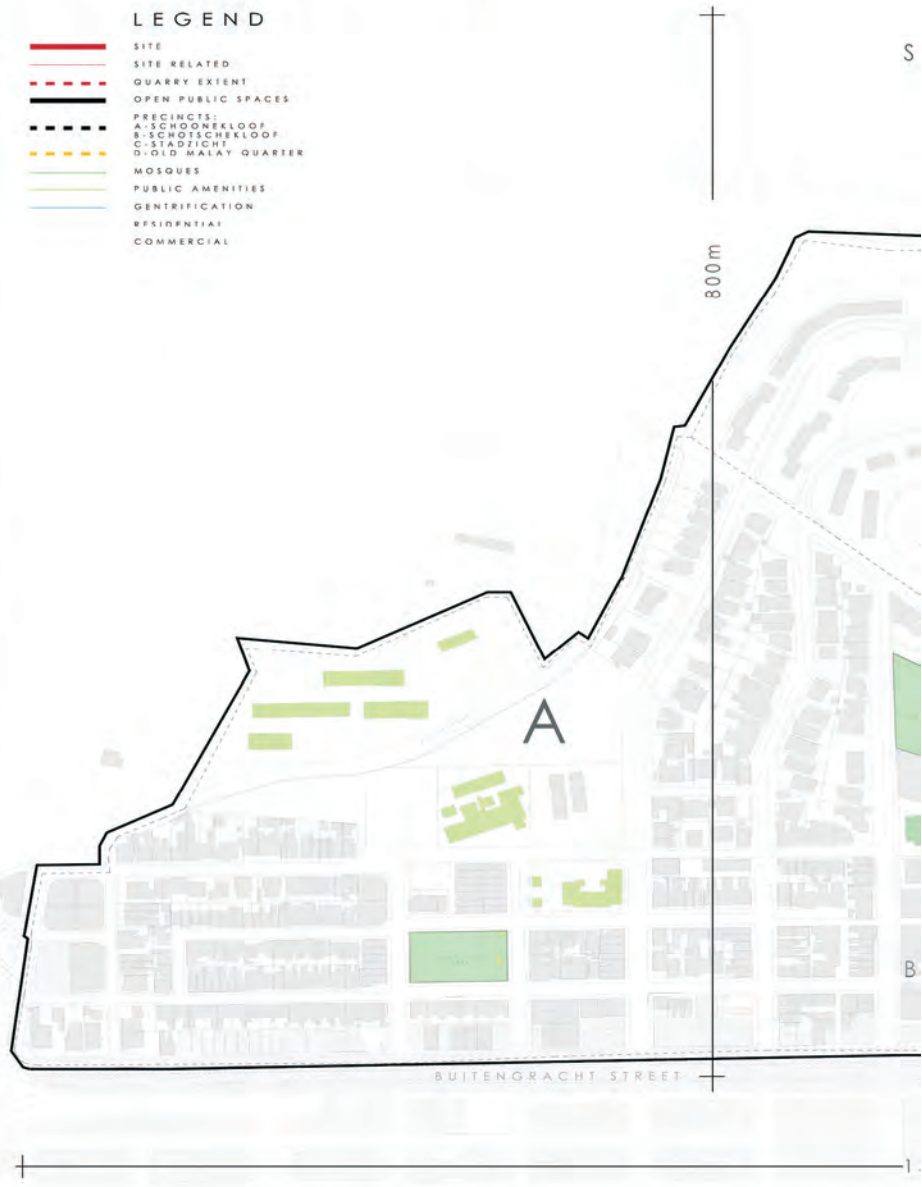 LEGEND
SITE
SITE RELATED
QUARRY EXTENT
OPEN PUBLIC SPACES
PRECINCTS:
A-SCHOONEKLOOF
B-SCHOTSCHEKLOOF
C-STADZICHT
D-OLD MALAY QUARTER
MOSQUES
PUBLIC AMENITIES
GENTRIFICATION
RESIDENTIAL
COMMERCIAL
S
800m
A
B
BUITENGRACHT STREET
1